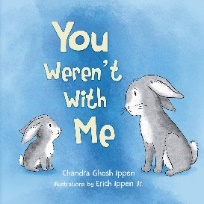 You
Weren't
With
Me
Chandra Ghosh Ippen
illustrations by Erich Ippen Jr.